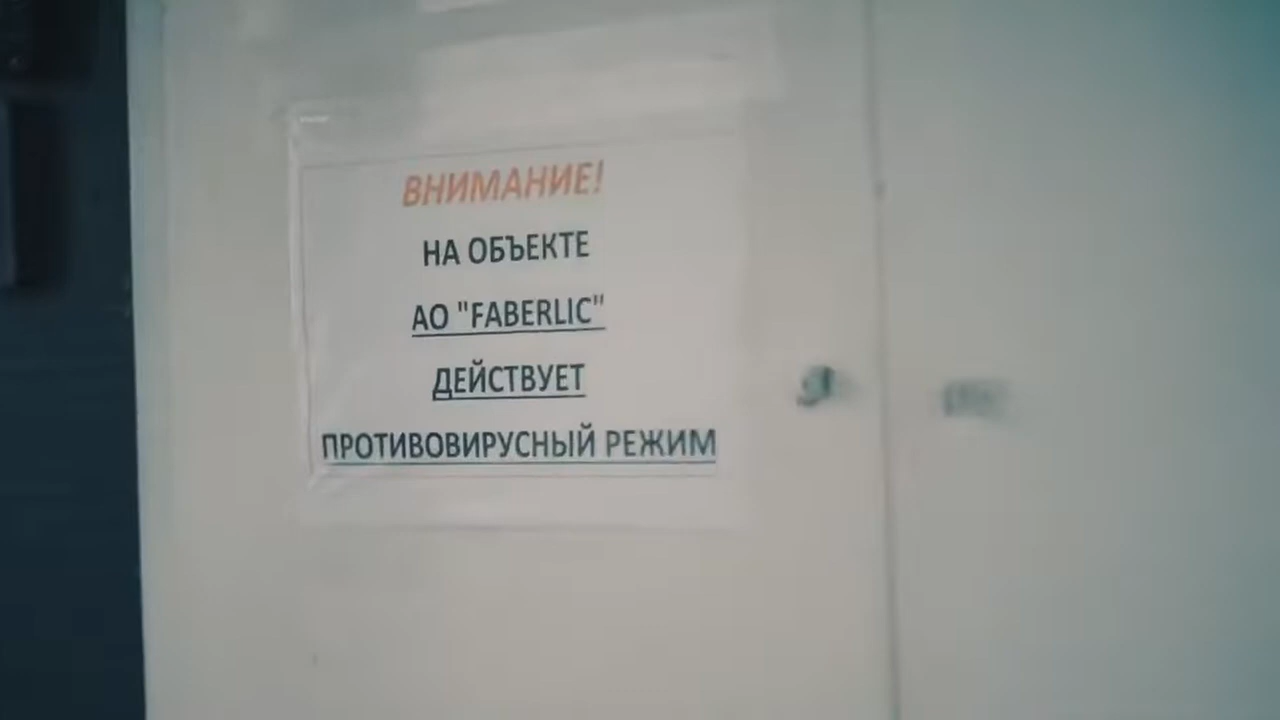 ВНИМАНИЕ!
НА ОБЪЕКТЕ
АО "FABERLIC"
ДЕЙСТВУЕТ
ПРОТИВОВИРУСНЫЙ РЕЖИМ